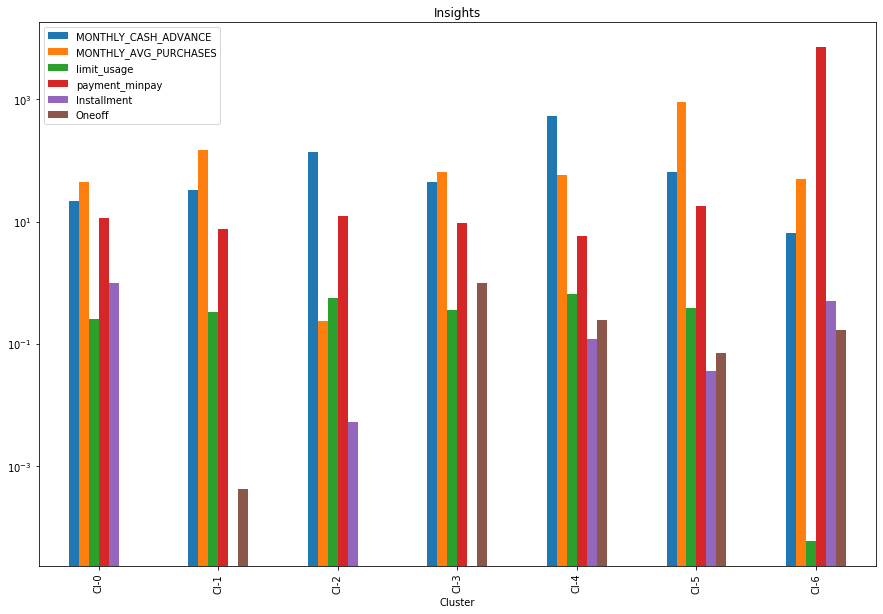 Insights
MONTHLY_CASH_ADVANCE
MONTHLY_AVG_PURCHASES
limit_usage
payment_minpay
Installment
Oneoff
10³
10¹
10⁻¹
10⁻³
Cl-0
Cl-1
Cl-2
Cl-3
Cl-4
Cl-5
Cl-6
Cluster